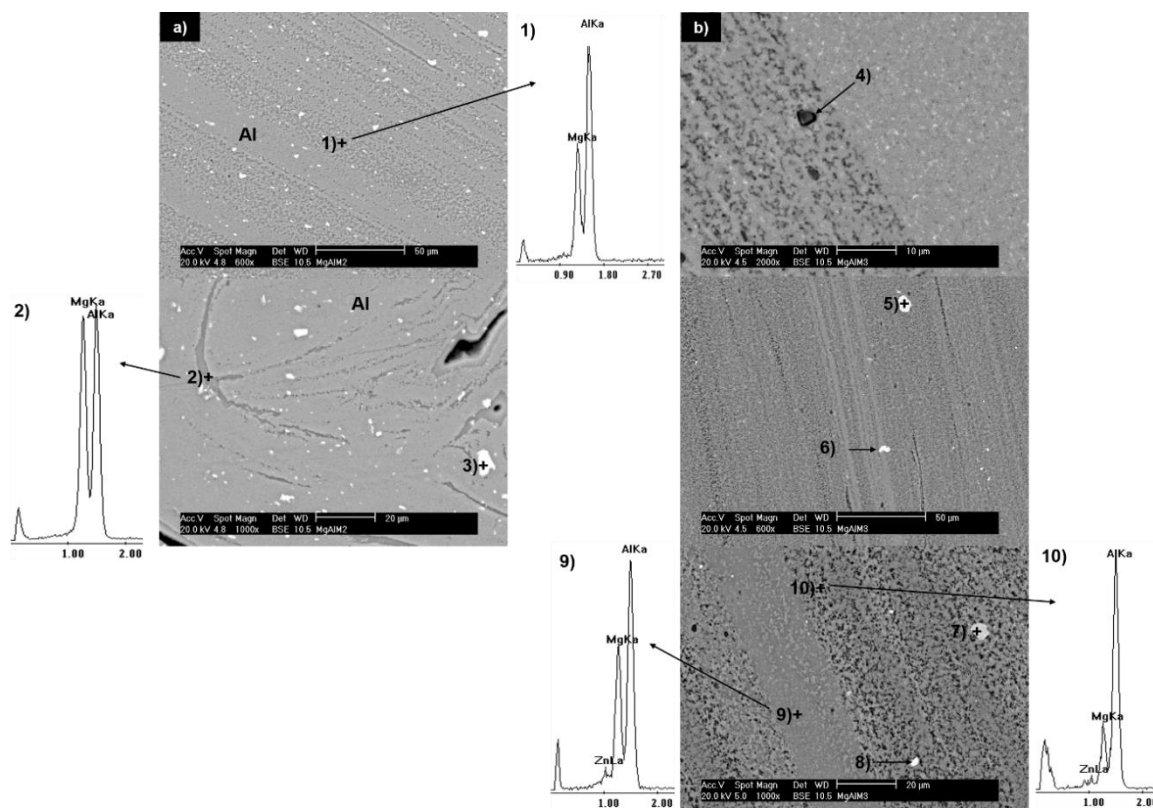 a)
1)
AlKa
MgKa
0.90 1.80 2.70
Al
1)+
Acc.V Spot Magn Det WD 50 µm
20.0 kV 4.8 600x BSE 10.5 MgAlM2
2)
MgKa
AlKa
1.00 2.00
Al
2)+
3)+
Acc.V Spot Magn Det WD 20 µm
20.0 kV 4.8 1000x BSE 10.5 MgAlM2
b)
4)
Acc.V Spot Magn Det WD 10 µm
20.0 kV 4.5 2000x BSE 10.5 MgAlM3
5)+
6)
Acc.V Spot Magn Det WD 50 µm
20.0 kV 4.5 600x BSE 10.5 MgAlM3
9)
AlKa
MgKa
ZnLa
1.00 2.00
10)+
7)+
9)+
8)
Acc.V Spot Magn Det WD 20 µm
20.0 kV 5.0 1000x BSE 10.5 MgAlM3
10)
AlKa
MgKa
ZnLa
1.00 2.0